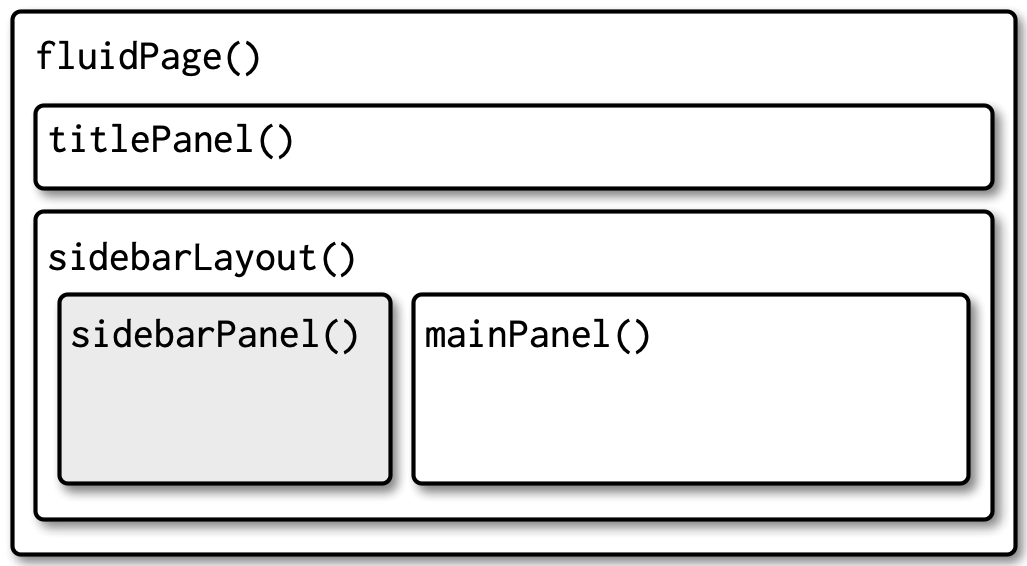 fluidPage()
titlePanel()
sidebarLayout()
sidebarPanel()
mainPanel()